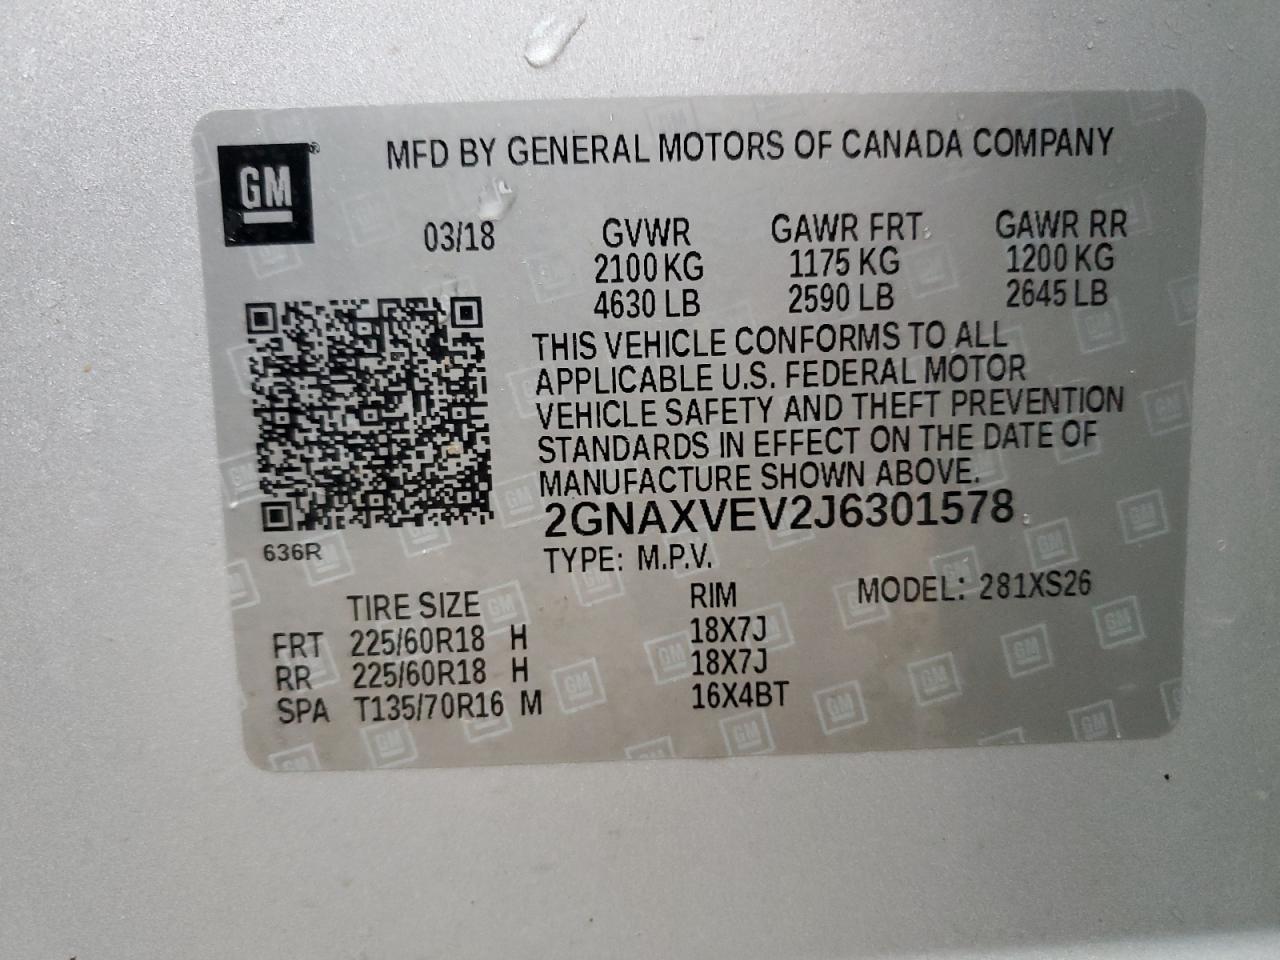 GM
MFD BY GENERAL MOTORS OF CANADA COMPANY
03/18 GVWR GAWR FRT GAWR RR
2100 KG 1175 KG 1200 KG
4630 LB 2590 LB 2645 LB
THIS VEHICLE CONFORMS TO ALL
APPLICABLE U.S. FEDERAL MOTOR
VEHICLE SAFETY AND THEFT PREVENTION
STANDARDS IN EFFECT ON THE DATE OF
MANUFACTURE SHOWN ABOVE.
2GNAXVEV2J6301578
636R
TYPE: M.P.V.
TIRE SIZE RIM MODEL: 281XS26
FRT 225/60R18 H 18X7J
RR 225/60R18 H 18X7J
SPA T135/70R16 M 16X4BT